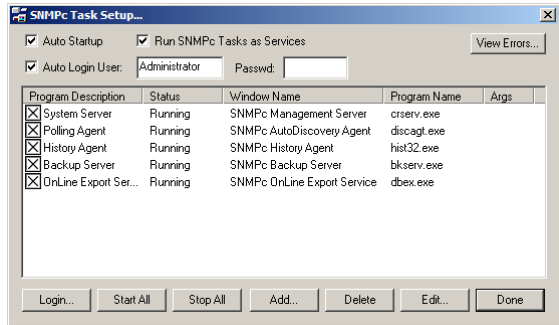 SNMPc Task Setup...
Auto Startup Run SNMPc Tasks as Services View Errors...
Auto Login User: Administrator Passwd:
Program Description Status Window Name Program Name Args
System Server Running SNMPc Management Server crserv.exe
Polling Agent Running SNMPc AutoDiscovery Agent discagt.exe
History Agent Running SNMPc History Agent hist32.exe
Backup Server Running SNMPc Backup Server bkserv.exe
OnLine Export Ser... Running SNMPc OnLine Export Service dbex.exe
Login... Start All Stop All Add... Delete Edit... Done